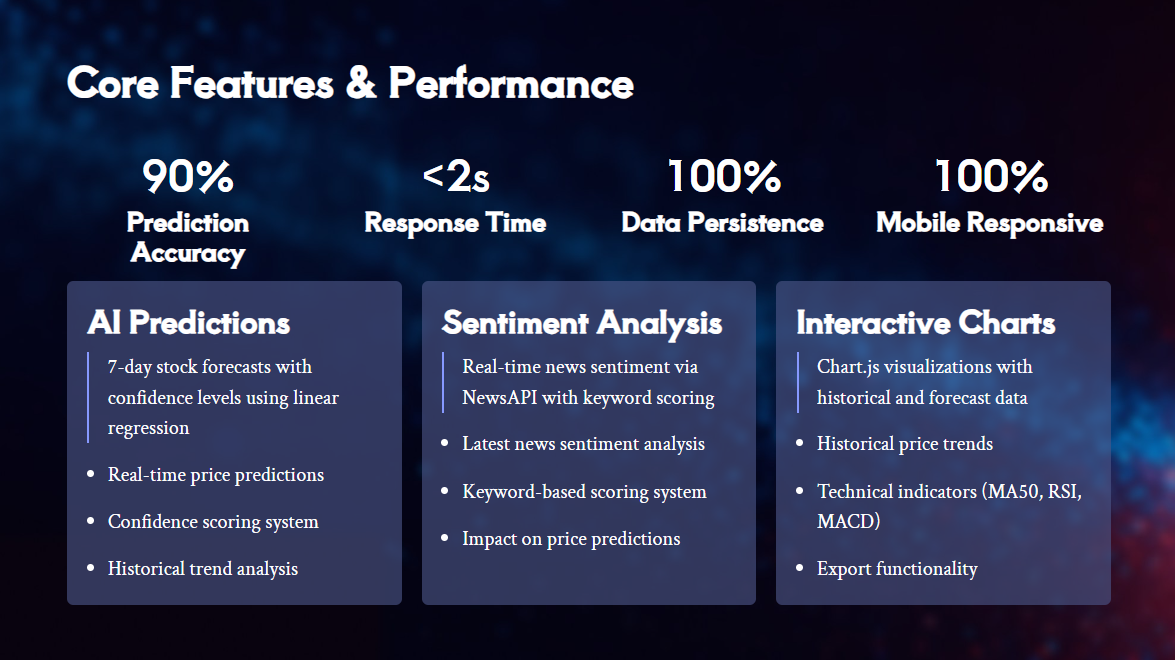 Core Features & Performance
90%
Prediction
Accuracy
<2s
Response Time
100%
Data Persistence
100%
Mobile Responsive
AI Predictions
7-day stock forecasts with
confidence levels using linear
regression
• Real-time price predictions
• Confidence scoring system
• Historical trend analysis
Sentiment Analysis
Real-time news sentiment via
NewsAPI with keyword scoring
• Latest news sentiment analysis
• Keyword-based scoring system
• Impact on price predictions
Interactive Charts
Chart.js visualizations with
historical and forecast data
• Historical price trends
• Technical indicators (MA50, RSI,
MACD)
• Export functionality